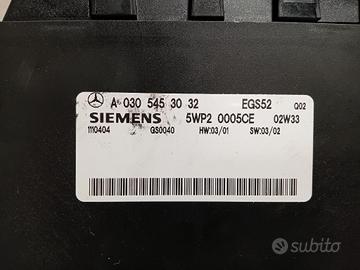 A 030 545 30 32 EGS52 Q02
SIEMENS 5WP2 0005CE 02W33
1110404 GS0040 HW:03/01 SW:03/02
subito